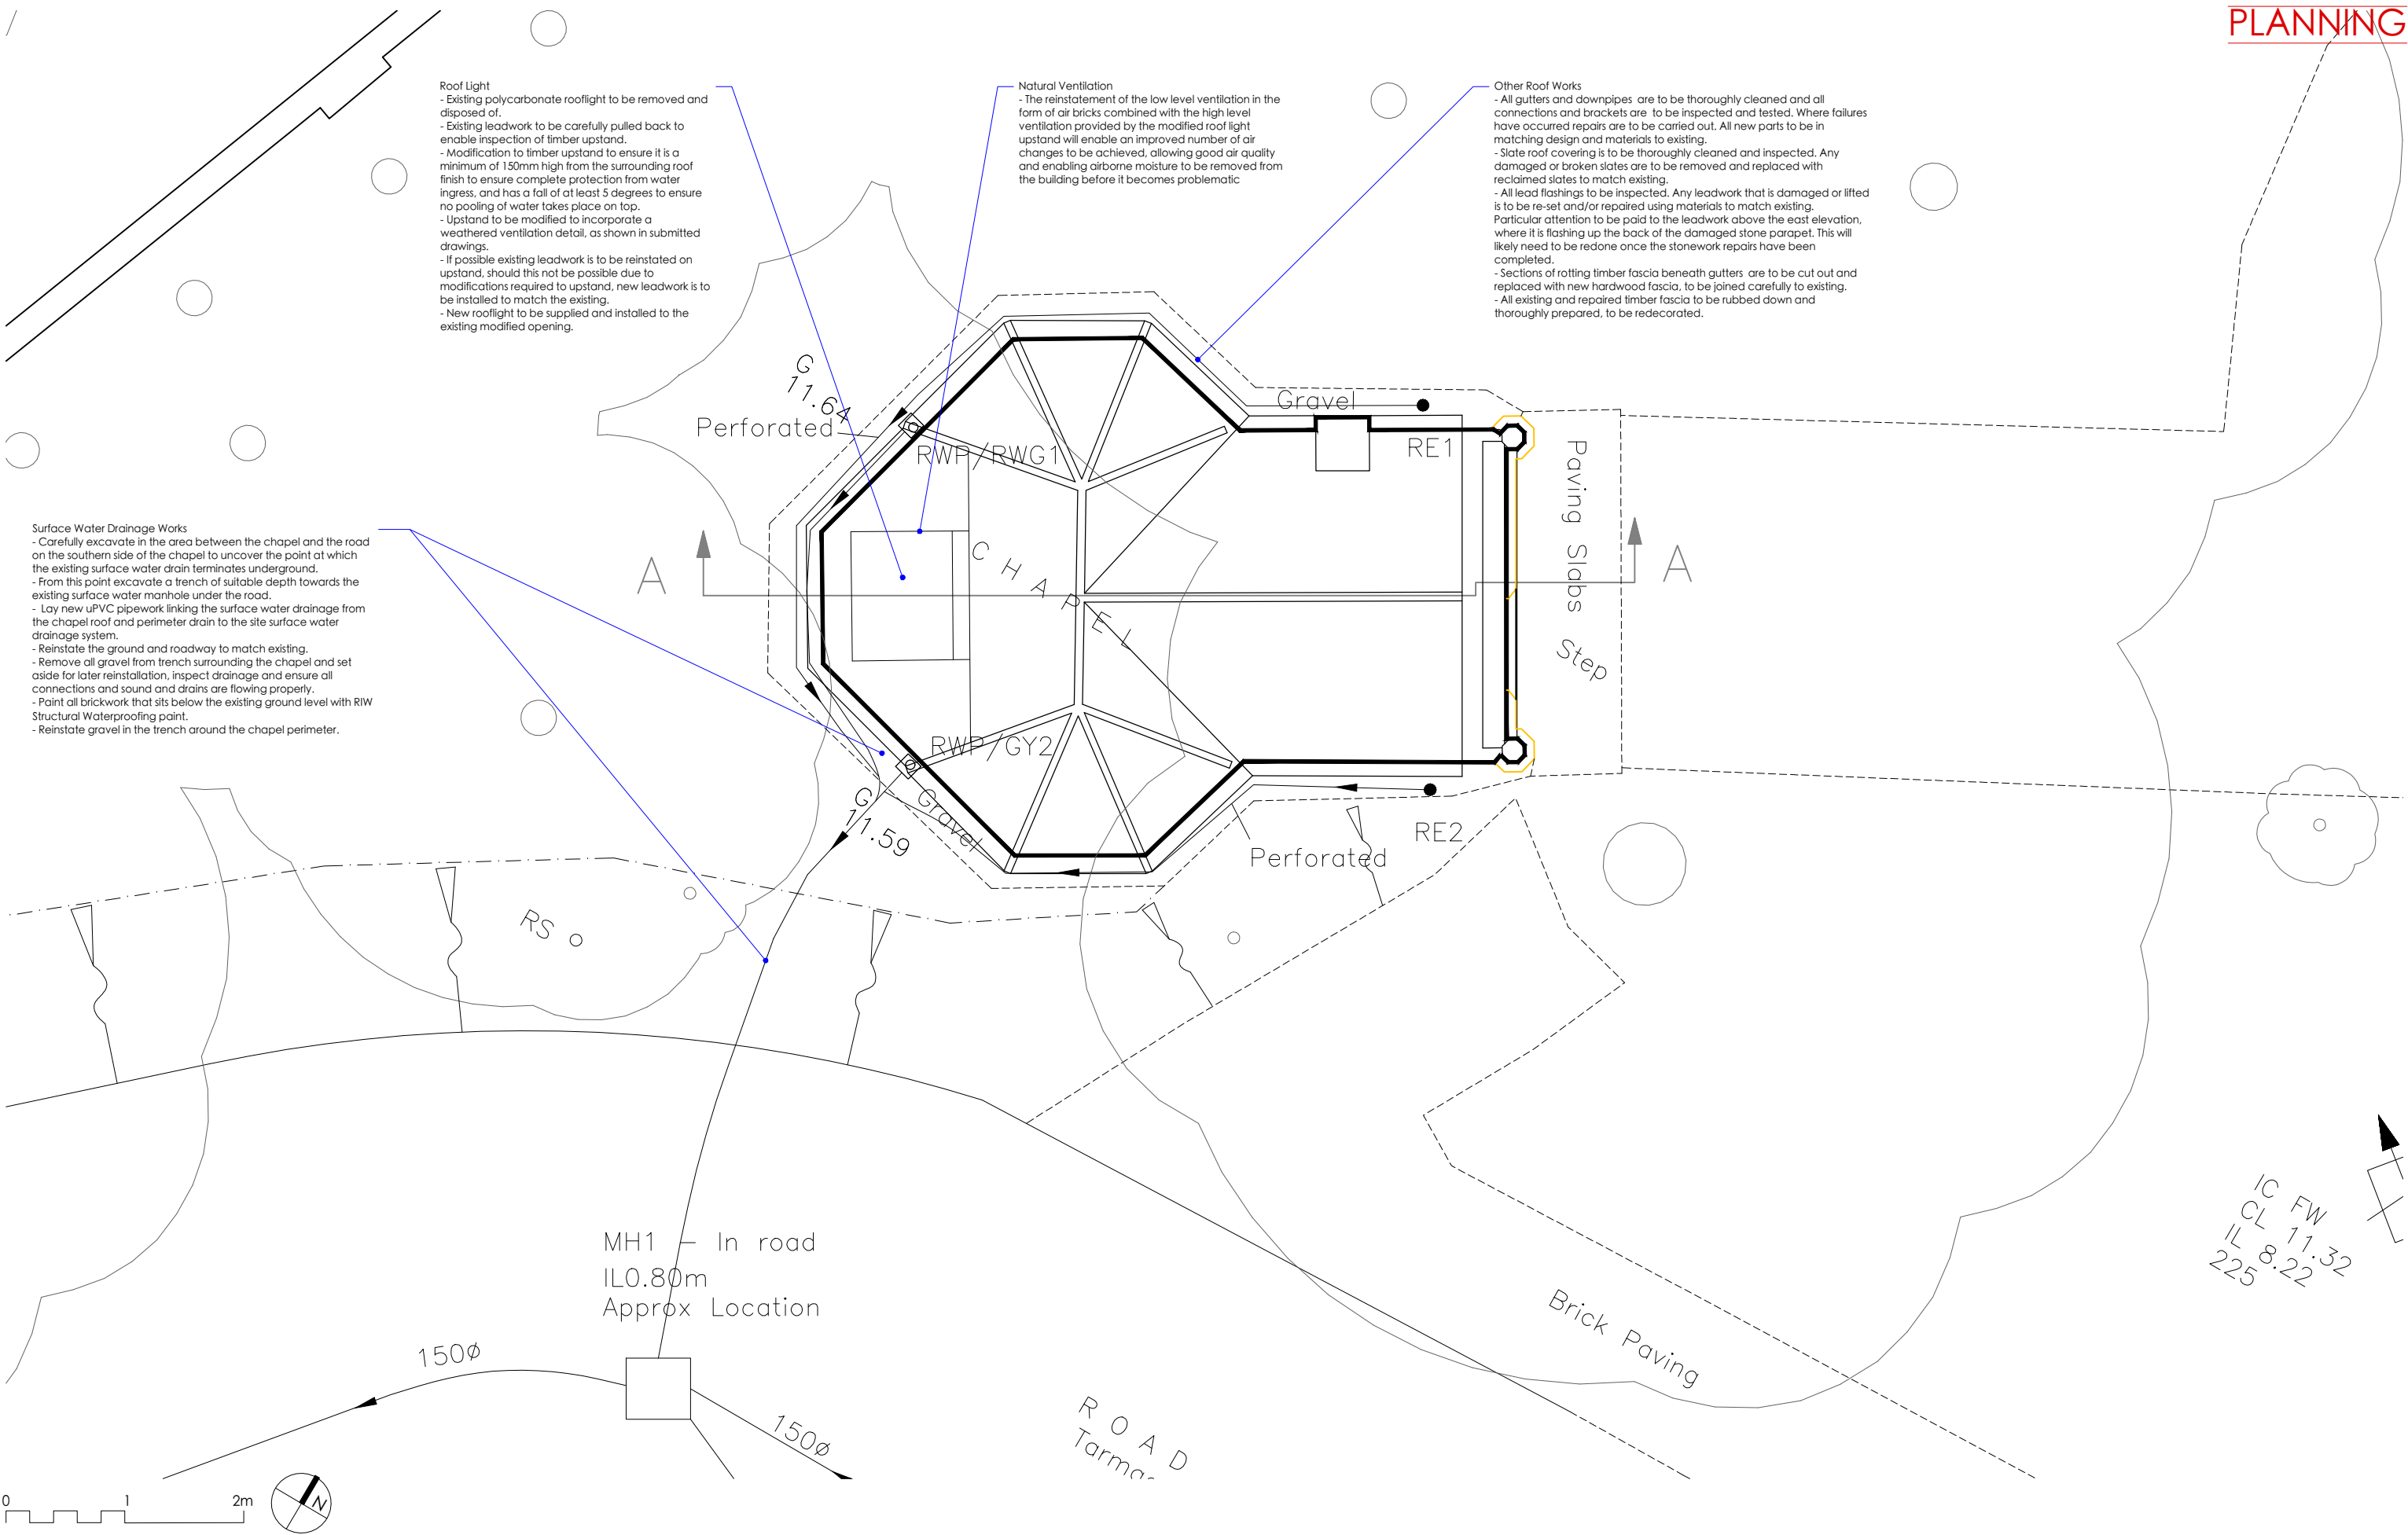 PLANNING
Roof Light
- Existing polycarbonate rooflight to be removed and
disposed of.
- Existing leadwork to be carefully pulled back to
enable inspection of timber upstand.
- Modification to timber upstand to ensure it is a
minimum of 150mm high from the surrounding roof
finish to ensure complete protection from water
ingress, and has a fall of at least 5 degrees to ensure
no pooling of water takes place on top.
- Upstand to be modified to incorporate a
weathered ventilation detail, as shown in submitted
drawings.
- If possible existing leadwork is to be reinstated on
upstand, should this not be possible due to
modifications required to upstand, new leadwork is to
be installed to match the existing.
- New rooflight to be supplied and installed to the
existing modified opening.
Natural Ventilation
- The reinstatement of the low level ventilation in the
form of air bricks combined with the high level
ventilation provided by the modified roof light
upstand will enable an improved number of air
changes to be achieved, allowing good air quality
and enabling airborne moisture to be removed from
the building before it becomes problematic
Other Roof Works
- All gutters and downpipes are to be thoroughly cleaned and all
connections and brackets are to be inspected and tested. Where failures
have occurred repairs are to be carried out. All new parts to be in
matching design and materials to existing.
- Slate roof covering is to be thoroughly cleaned and inspected. Any
damaged or broken slates are to be removed and replaced with
reclaimed slates to match existing.
- All lead flashings to be inspected. Any leadwork that is damaged or lifted
is to be re-set and/or repaired using materials to match existing.
Particular attention to be paid to the leadwork above the east elevation,
where it is flashing up the back of the damaged stone parapet. This will
likely need to be redone once the stonework repairs have been
completed.
- Sections of rotting timber fascia beneath gutters are to be cut out and
replaced with new hardwood fascia, to be joined carefully to existing.
- All existing and repaired timber fascia to be rubbed down and
thoroughly prepared, to be redecorated.
Surface Water Drainage Works
- Carefully excavate in the area between the chapel and the road
on the southern side of the chapel to uncover the point at which
the existing surface water drain terminates underground.
- From this point excavate a trench of suitable depth towards the
existing surface water manhole under the road.
- Lay new uPVC pipework linking the surface water drainage from
the chapel roof and perimeter drain to the site surface water
drainage system.
- Reinstate the ground and roadway to match existing.
- Remove all gravel from trench surrounding the chapel and set
aside for later reinstallation, inspect drainage and ensure all
connections and sound and drains are flowing properly.
- Paint all brickwork that sits below the existing ground level with RIW
Structural Waterproofing paint.
- Reinstate gravel in the trench around the chapel perimeter.
G
11.64
Perforated
RWP/RWG1
Gravel
RE1
Paving Slabs
Step
A
A
CHAPEL
RWP/GY2
G
11.59
Gravel
Perforated
RE2
RS
MH1 - In road
IL0.80m
Approx Location
150ø
150ø
ROAD
Brick Paving
IC FW
CL 11.32
IL 8.22
225
0 1 2m
N